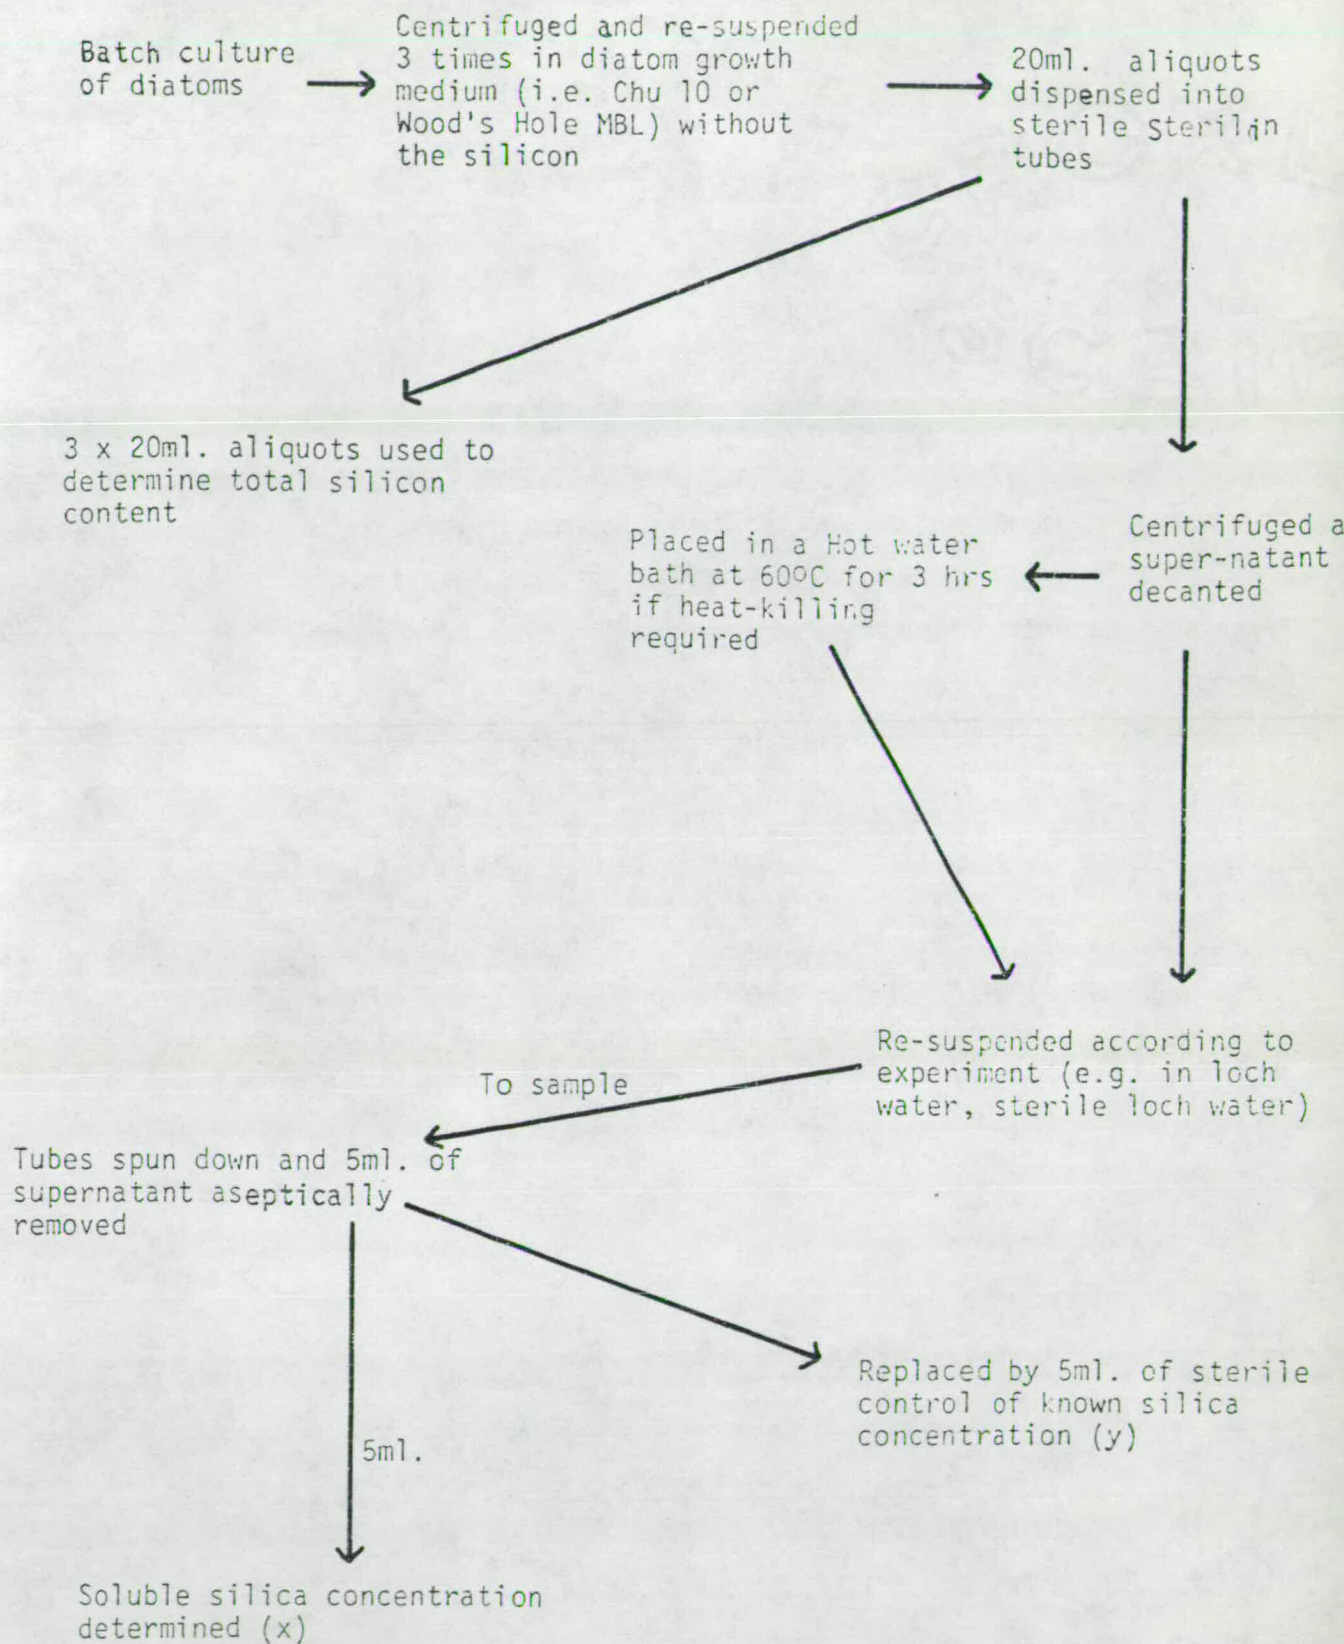 Batch culture
of diatoms
Centrifuged and re-suspended
3 times in diatom growth
medium (i.e. Chu 10 or
Wood's Hole MBL) without
the silicon
20ml. aliquots
dispensed into
sterile Sterilin
tubes
3 x 20ml. aliquots used to
determine total silicon
content
Placed in a Hot water
bath at 60ºC for 3 hrs
if heat-killing
required
Centrifuged a
super-natant
decanted
Re-suspended according to
experiment (e.g. in loch
water, sterile loch water)
To sample
Tubes spun down and 5ml. of
supernatant aseptically
removed
Replaced by 5ml. of sterile
control of known silica
concentration (y)
5ml.
Soluble silica concentration
determined (x)